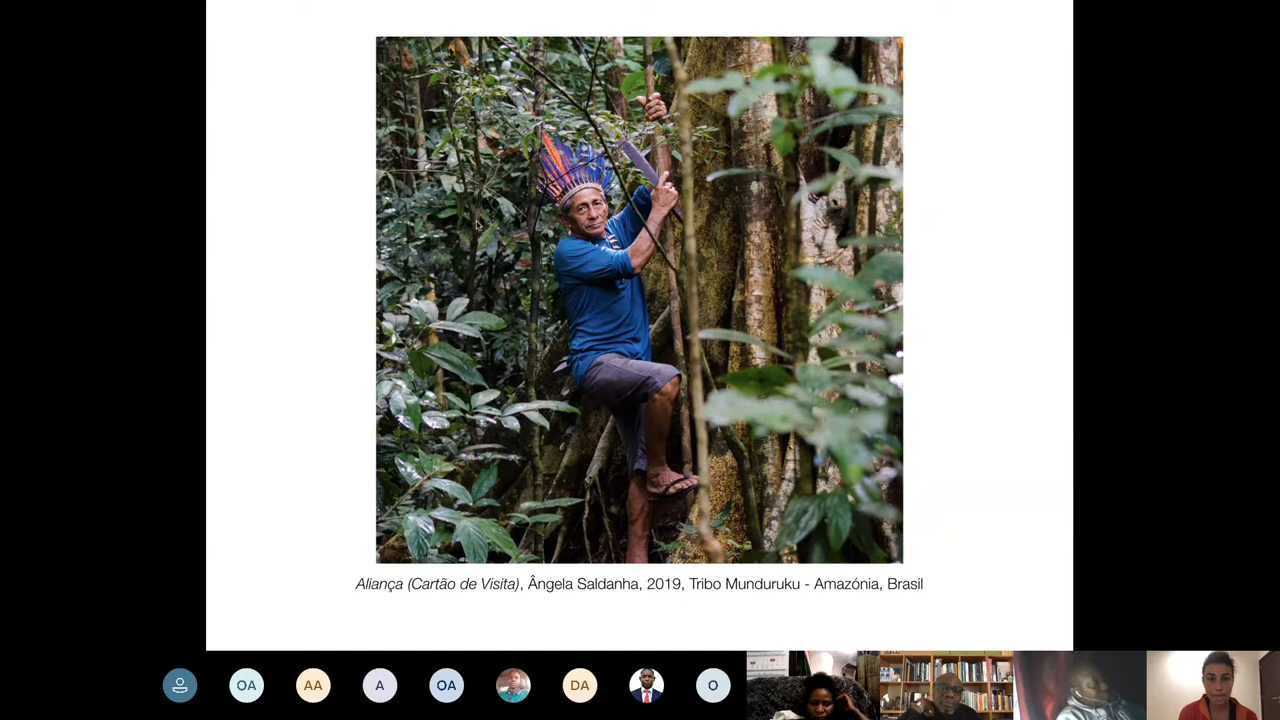 Aliança (Cartão de Visita), Ângela Saldanha, 2019, Tribo Munduruku - Amazónia, Brasil
OA AA A OA DA O